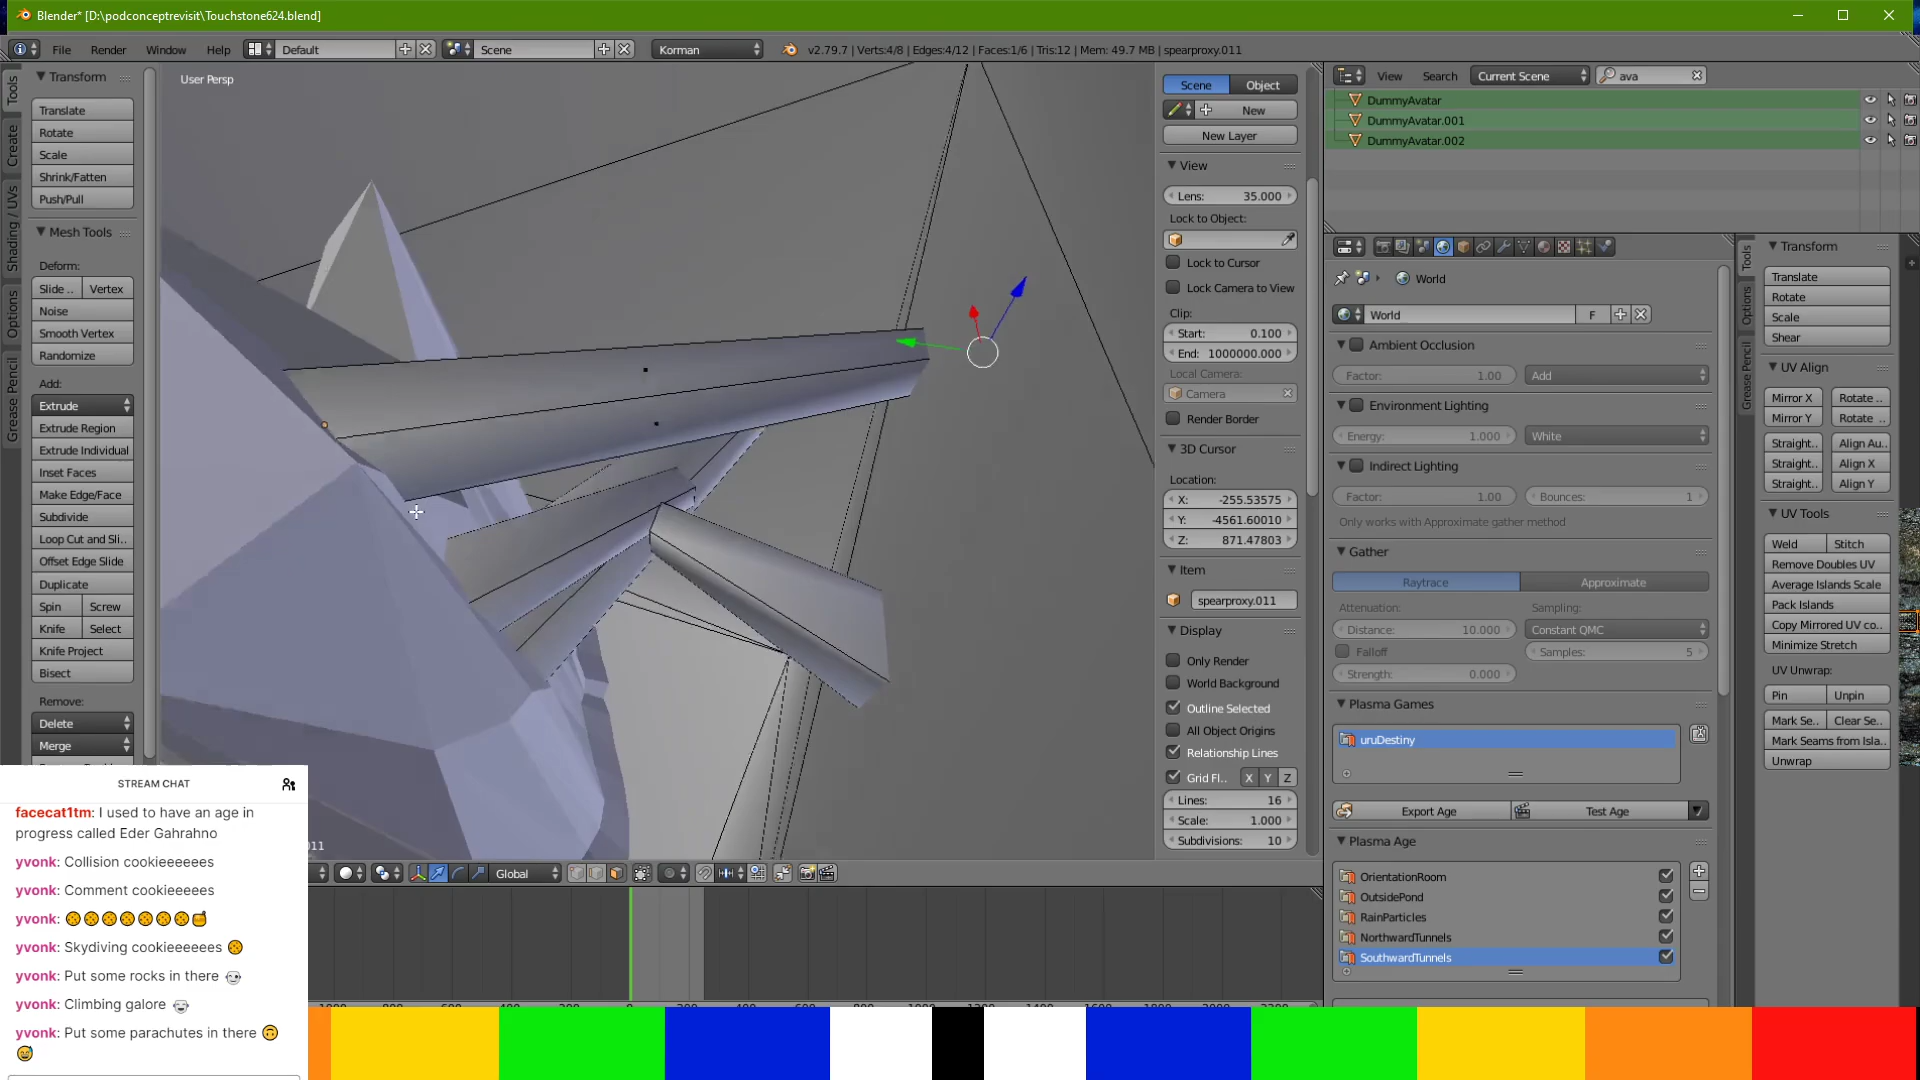 Blender* [D:\podconceptrevisit\Touchstone624.blend]
File Render Window Help Default Scene Korman v2.79.7 | Verts:4/8 | Edges:4/12 | Faces:1/6 | Tris:12 | Mem: 49.7 MB | spearproxy.011
Tools
Create
Shading / UVs
Options
Grease Pencil
Transform
Translate
Rotate
Scale
Shrink/Fatten
Push/Pull
Mesh Tools
Deform:
Slide .. Vertex
Noise
Smooth Vertex
Randomize
Add:
Extrude
Extrude Region
Extrude Individual
Inset Faces
Make Edge/Face
Subdivide
Loop Cut and Sli..
Offset Edge Slide
Duplicate
Spin Screw
Knife Select
Knife Project
Bisect
Remove:
Delete
Merge
User Persp
011
Global
Scene Object
New
New Layer
View
Lens: 35.000
Lock to Object:
Lock to Cursor
Lock Camera to View
Clip:
Start: 0.100
End: 1000000.000
Local Camera:
Camera
Render Border
3D Cursor
Location:
X: -255.53575
Y: -4561.60010
Z: 871.47803
Item
spearproxy.011
Display
Only Render
World Background
Outline Selected
All Object Origins
Relationship Lines
Grid Fl.. X Y Z
Lines: 16
Scale: 1.000
Subdivisions: 10
View Search Current Scene ava
DummyAvatar
DummyAvatar.001
DummyAvatar.002
World
World F
Ambient Occlusion
Factor: 1.00 Add
Environment Lighting
Energy: 1.000 White
Indirect Lighting
Factor: 1.00 Bounces: 1
Only works with Approximate gather method
Gather
Raytrace Approximate
Attenuation: Sampling:
Distance: 10.000 Constant QMC
Falloff Samples: 5
Strength: 0.000
Plasma Games
uruDestiny
Export Age Test Age
Plasma Age
OrientationRoom
OutsidePond
RainParticles
NorthwardTunnels
SouthwardTunnels
Tools
Options
Grease Pencil
Transform
Translate
Rotate
Scale
Shear
UV Align
Mirror X Rotate ..
Mirror Y Rotate ..
Straight.. Align Au..
Straight.. Align X
Straight.. Align Y
UV Tools
Weld Stitch
Remove Doubles UV
Average Islands Scale
Pack Islands
Copy Mirrored UV co..
Minimize Stretch
UV Unwrap:
Pin Unpin
Mark Se.. Clear Se..
Mark Seams from Isla..
Unwrap
STREAM CHAT
facecat1tm: I used to have an age in
progress called Eder Gahrahno
yvonk: Collision cookieeeeees
yvonk: Comment cookieeeees
yvonk: 🍪🍪🍪🍪🍪🍪🍪🍯
yvonk: Skydiving cookieeeeees 🍪
yvonk: Put some rocks in there
yvonk: Climbing galore
yvonk: Put some parachutes in there 🙃
😅